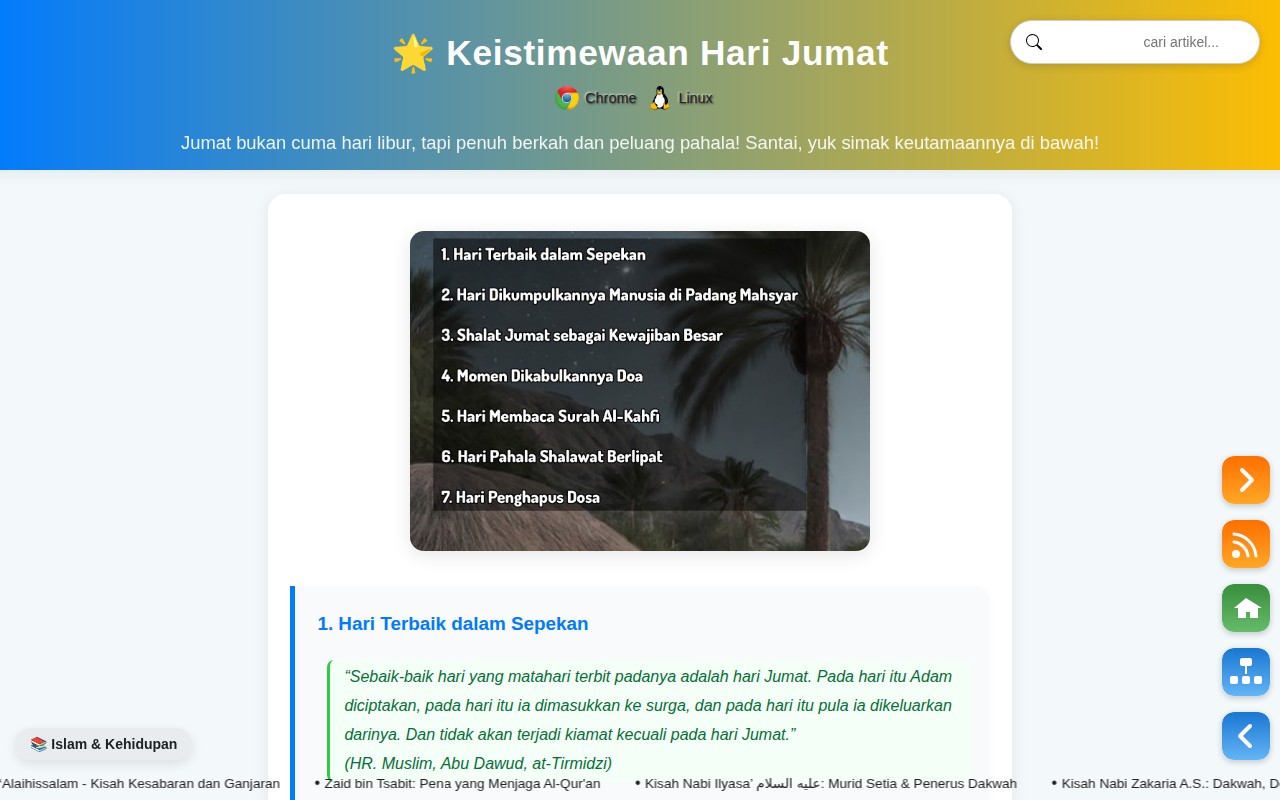 🌟 Keistimewaan Hari Jumat
cari artikel...
Chrome Linux
Jumat bukan cuma hari libur, tapi penuh berkah dan peluang pahala! Santai, yuk simak keutamaannya di bawah!
1. Hari Terbaik dalam Sepekan
2. Hari Dikumpulkannya Manusia di Padang Mahsyar
3. Shalat Jumat sebagai Kewajiban Besar
4. Momen Dikabulkannya Doa
5. Hari Membaca Surah Al-Kahfi
6. Hari Pahala Shalawat Berlipat
7. Hari Penghapus Dosa
1. Hari Terbaik dalam Sepekan
“Sebaik-baik hari yang matahari terbit padanya adalah hari Jumat. Pada hari itu Adam
diciptakan, pada hari itu ia dimasukkan ke surga, dan pada hari itu pula ia dikeluarkan
darinya. Dan tidak akan terjadi kiamat kecuali pada hari Jumat.”
(HR. Muslim, Abu Dawud, at-Tirmidzi)
📚 Islam & Kehidupan
'Alaihissalam - Kisah Kesabaran dan Ganjaran • Zaid bin Tsabit: Pena yang Menjaga Al-Qur'an • Kisah Nabi Ilyasa’ عليه السلام: Murid Setia & Penerus Dakwah • Kisah Nabi Zakaria A.S.: Dakwah, D